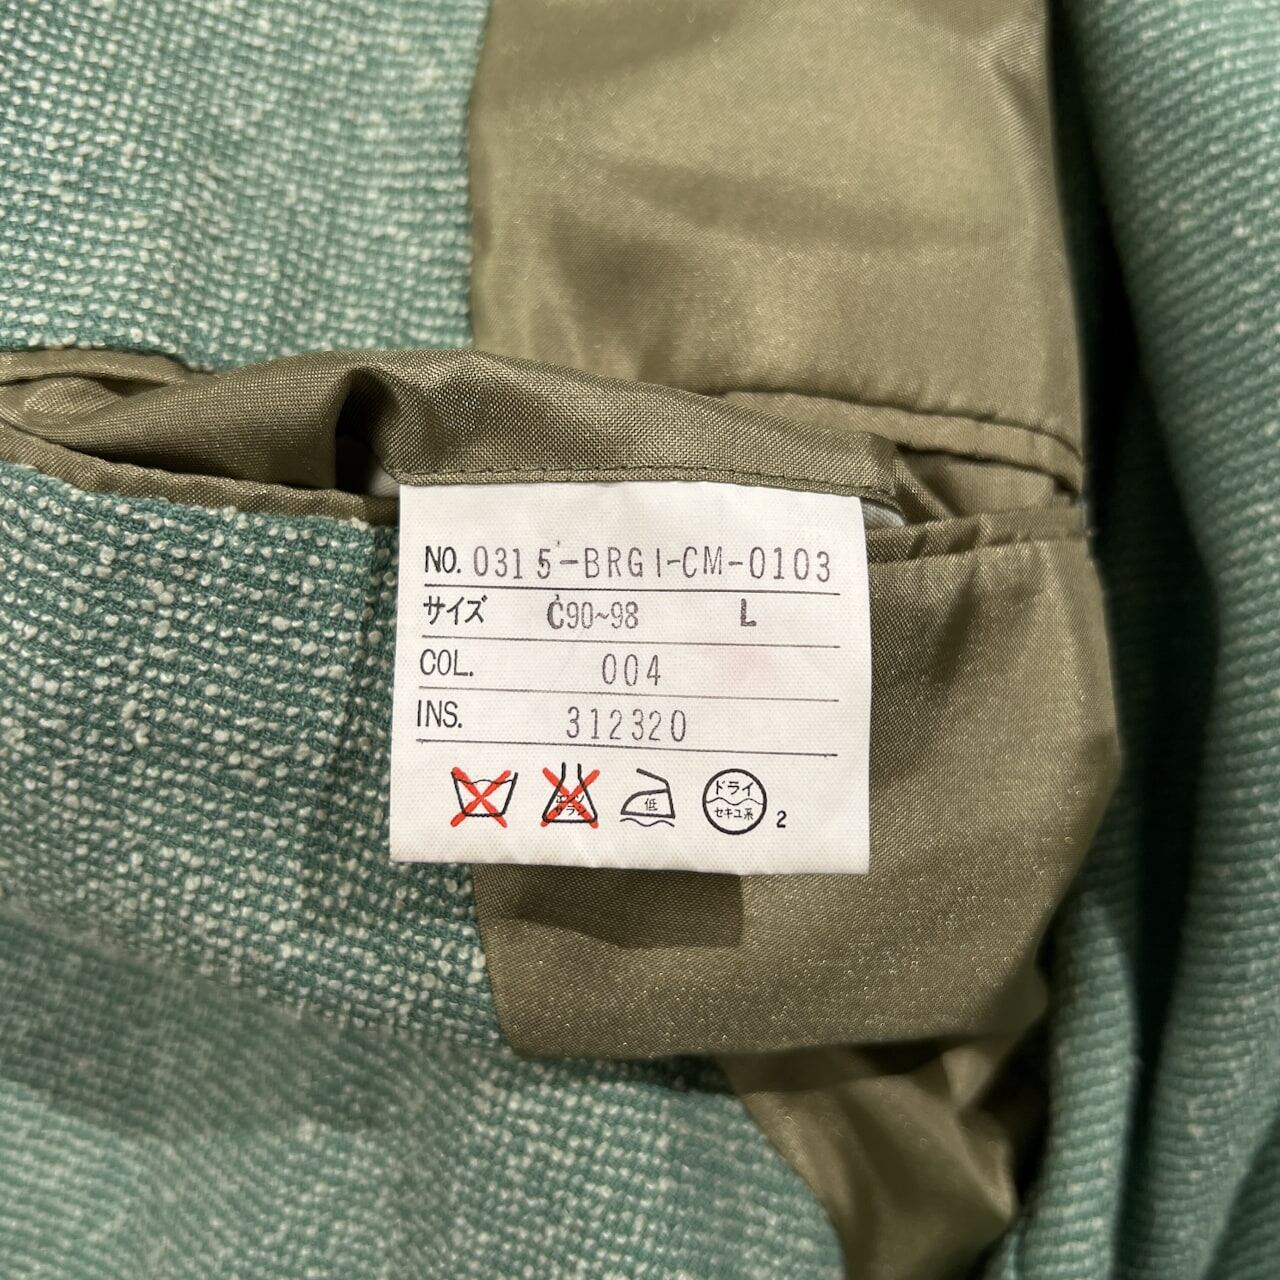 NO. 0315-BRGI-CM-0103
サイズ C90~98 L
COL. 004
INS. 312320
低
ドライ
セキユ系
2